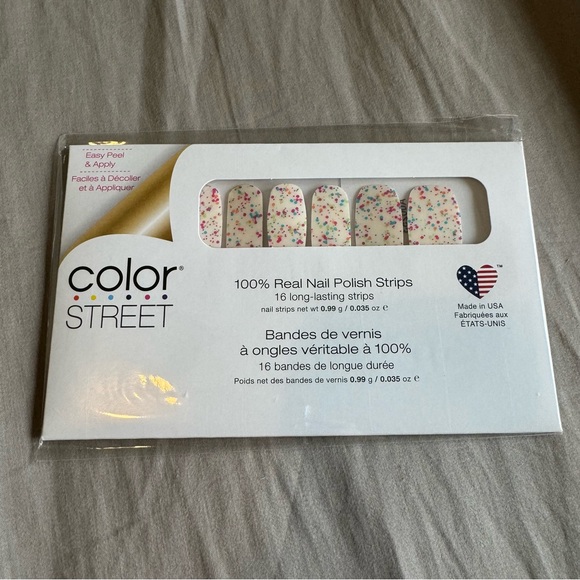 Easy Peel
& Apply
Faciles à Décoller
et à Appliquer
color®
STREET
100% Real Nail Polish Strips
16 long-lasting strips
nail strips net wt 0.99 g / 0.035 oz ℮
Bandes de vernis
à ongles véritable à 100%
16 bandes de longue durée
Poids net des bandes de vernis 0.99 g / 0.035 oz ℮
™
Made in USA
Fabriquées aux
ÉTATS-UNIS